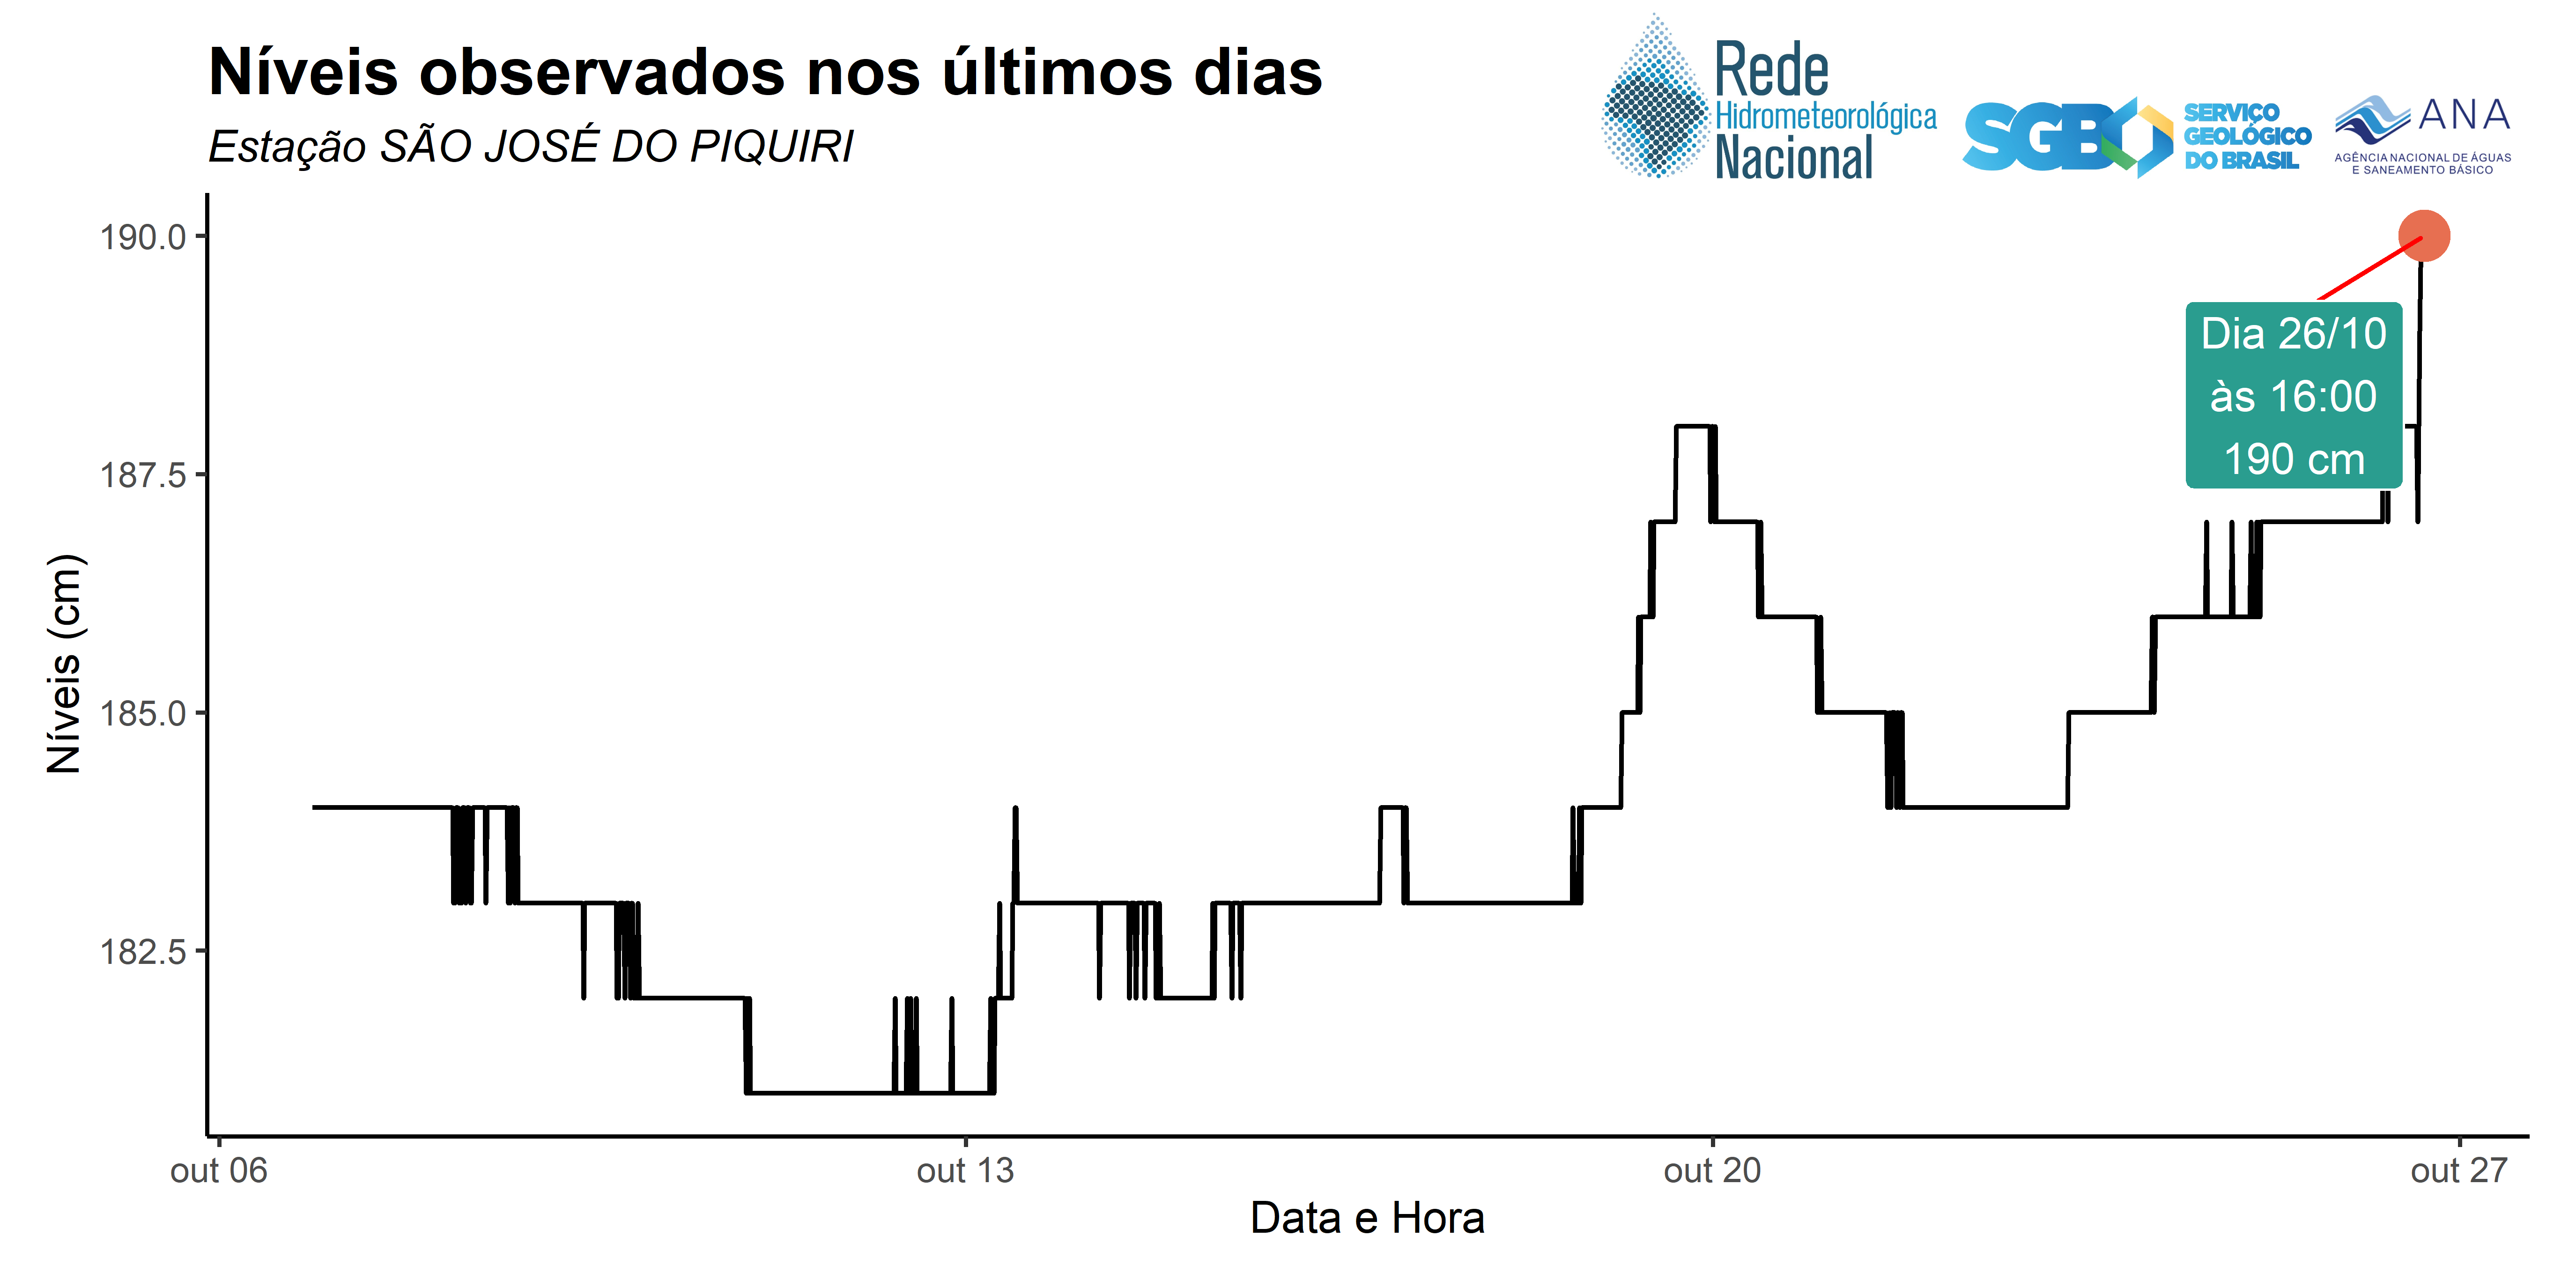 Níveis observados nos últimos dias
Estação SÃO JOSÉ DO PIQUIRI
Rede
Hidrometeorológica
Nacional
SGB
SERVIÇO
GEOLÓGICO
DO BRASIL
ANA
AGÊNCIA NACIONAL DE ÁGUAS
E SANEAMENTO BÁSICO
190.0
187.5
185.0
182.5
Níveis (cm)
Dia 26/10
às 16:00
190 cm
out 06
out 13
out 20
out 27
Data e Hora